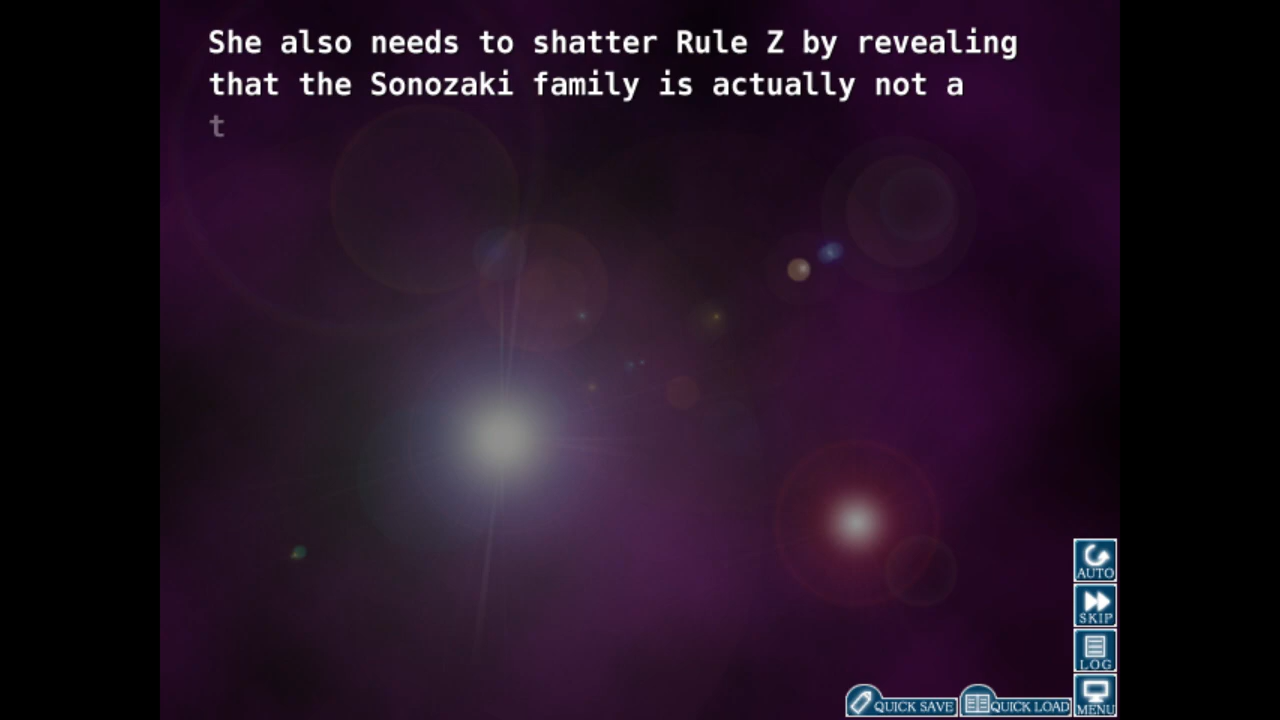 She also needs to shatter Rule Z by revealing
that the Sonozaki family is actually not a
t
AUTO
SKIP
LOG
QUICK SAVE
QUICK LOAD
MENU